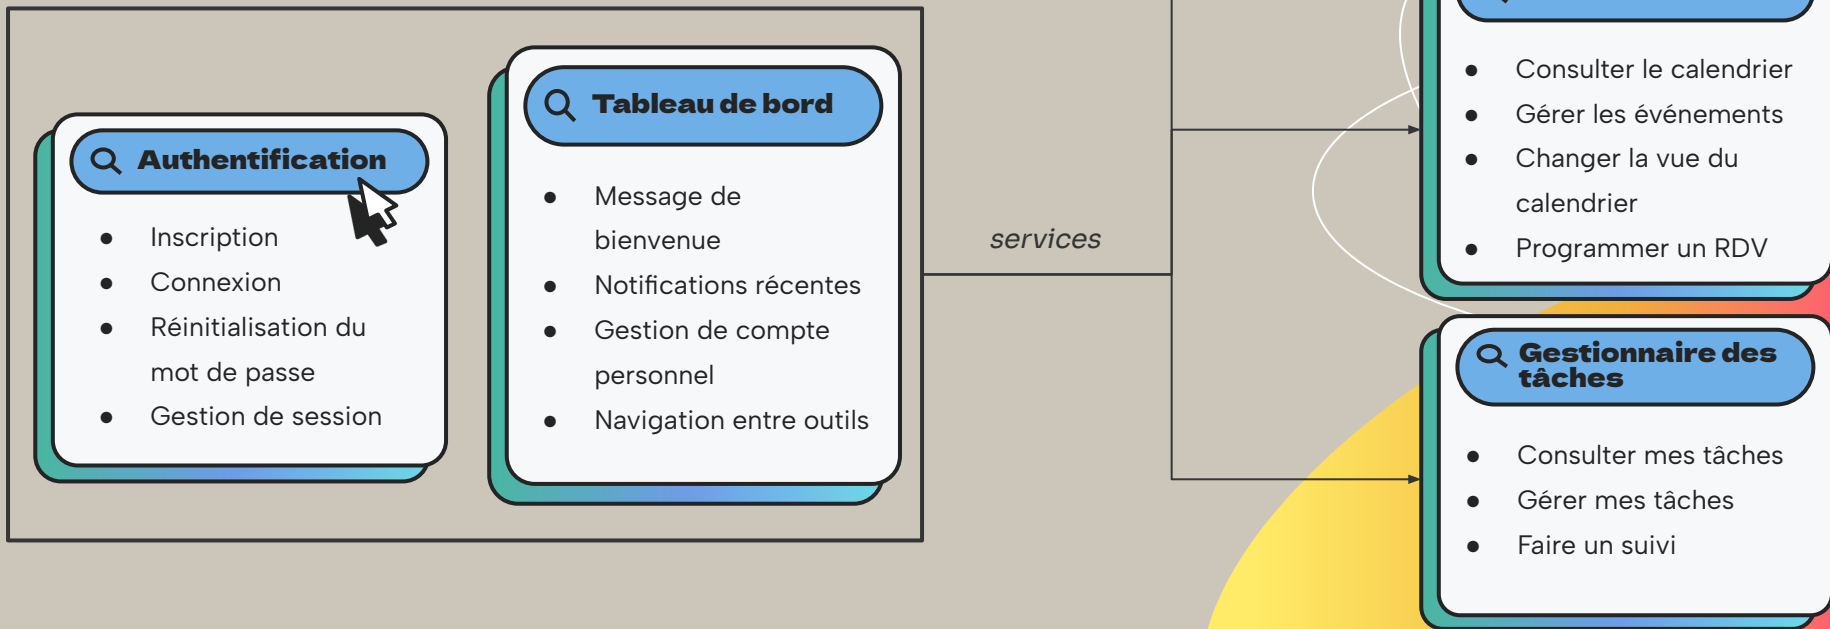 Authentification
Inscription
Connexion
Réinitialisation du
mot de passe
Gestion de session
Tableau de bord
Message de
bienvenue
Notifications récentes
Gestion de compte
personnel
Navigation entre outils
services
Consulter le calendrier
Gérer les événements
Changer la vue du
calendrier
Programmer un RDV
Gestionnaire des
tâches
Consulter mes tâches
Gérer mes tâches
Faire un suivi